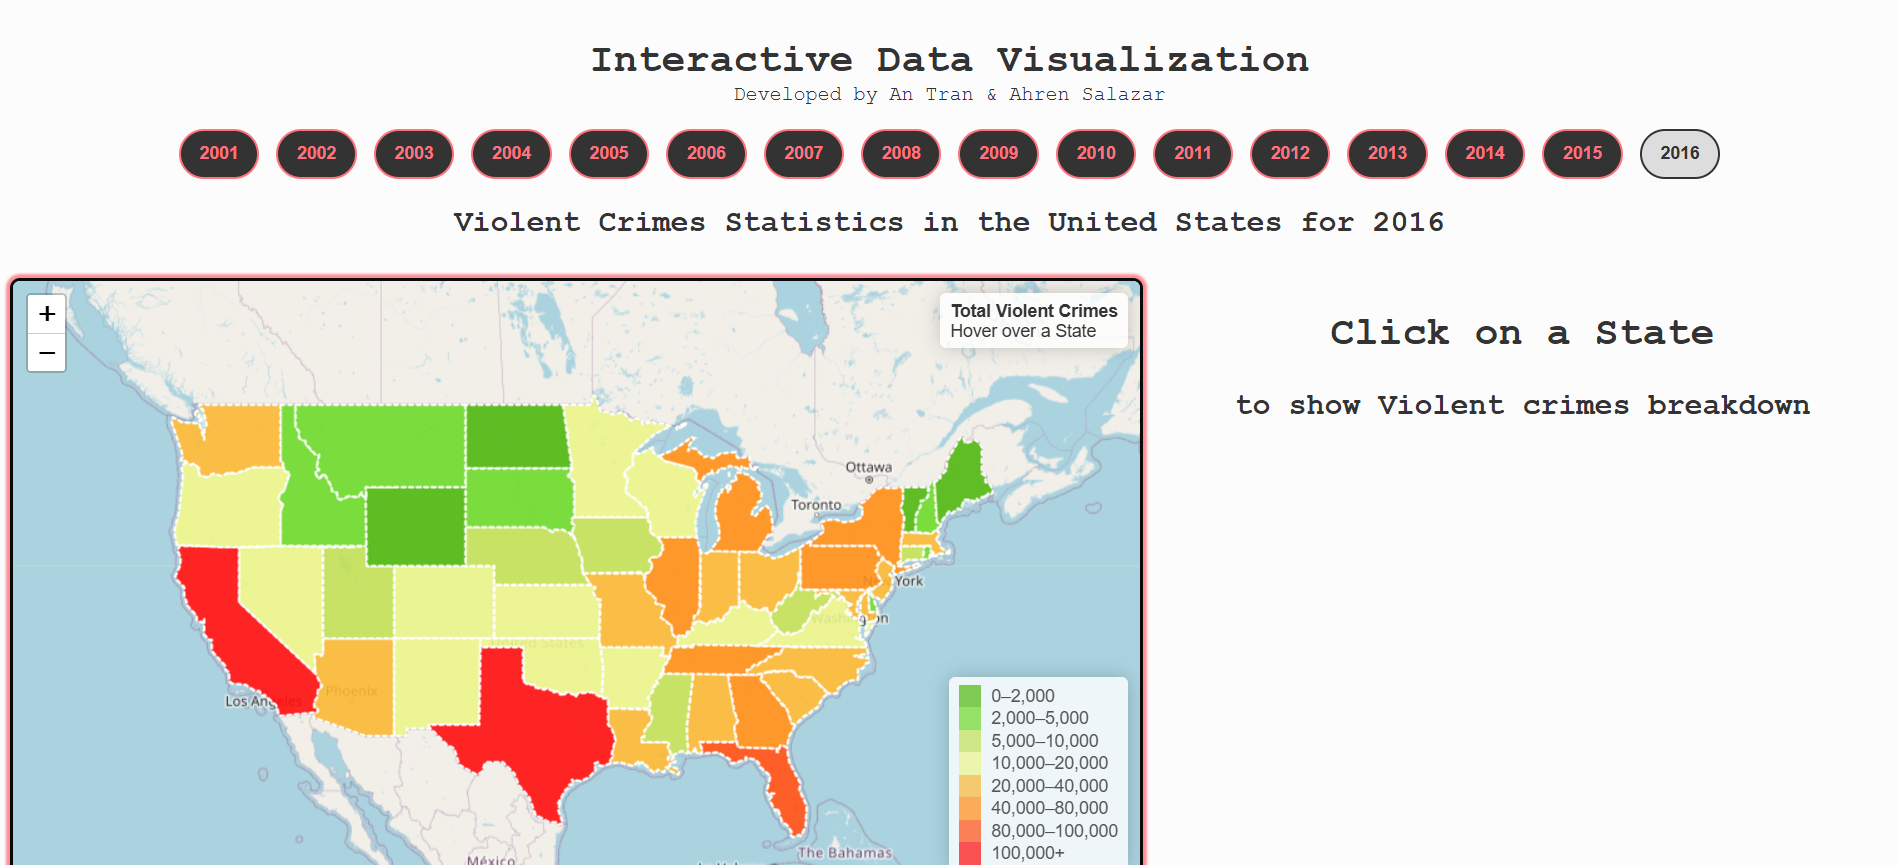 Interactive Data Visualization
Developed by An Tran & Ahren Salazar
2001 2002 2003 2004 2005 2006 2007 2008 2009 2010 2011 2012 2013 2014 2015 2016
Violent Crimes Statistics in the United States for 2016
+
−
Total Violent Crimes
Hover over a State
Click on a State
to show Violent crimes breakdown
Ottawa
Toronto
New York
Washington
United States
Phoenix
Los Angeles
0–2,000
2,000–5,000
5,000–10,000
10,000–20,000
20,000–40,000
40,000–80,000
80,000–100,000
100,000+
The Bahamas
México